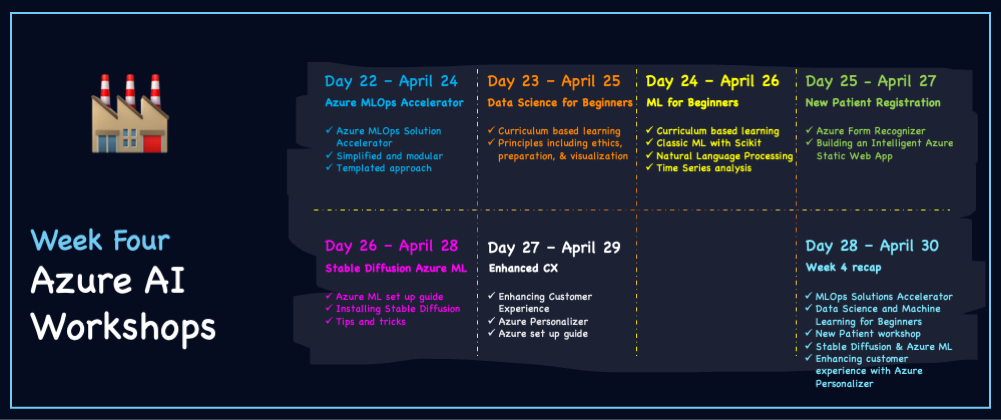 Week Four
Azure AI
Workshops
Day 22 – April 24
Azure MLOps Accelerator
✓ Azure MLOps Solution
Accelerator
✓ Simplified and modular
✓ Templated approach
Day 23 – April 25
Data Science for Beginners
✓ Curriculum based learning
✓ Principles including ethics,
preparation, & visualization
Day 24 – April 26
ML for Beginners
✓ Curriculum based learning
✓ Classic ML with Scikit
✓ Natural Language Processing
✓ Time Series analysis
Day 25 - April 27
New Patient Registration
✓ Azure Form Recognizer
✓ Building an Intelligent Azure
Static Web App
Day 26 – April 28
Stable Diffusion Azure ML
✓ Azure ML set up guide
✓ Installing Stable Diffusion
✓ Tips and tricks
Day 27 – April 29
Enhanced CX
✓ Enhancing Customer
Experience
✓ Azure Personalizer
✓ Azure set up guide
Day 28 – April 30
Week 4 recap
✓ MLOps Solutions Accelerator
✓ Data Science and Machine
Learning for Beginners
✓ New Patient workshop
✓ Stable Diffusion & Azure ML
✓ Enhancing customer
experience with Azure
Personalizer